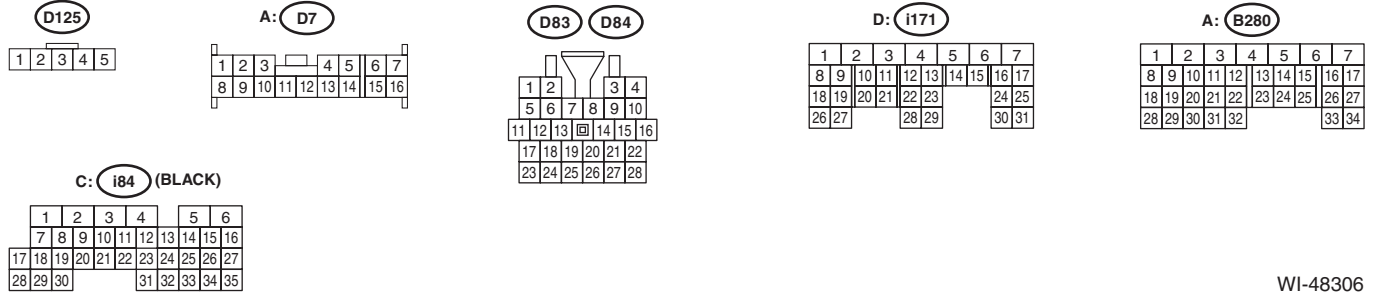 D125
1 2 3 4 5
A: D7
1 2 3 4 5 6 7
8 9 10 11 12 13 14 15 16
D83 D84
1 2 3 4
5 6 7 8 9 10
11 12 13 14 15 16
17 18 19 20 21 22
23 24 25 26 27 28
D: i171
1 2 3 4 5 6 7
8 9 10 11 12 13 14 15 16 17
18 19 20 21 22 23 24 25
26 27 28 29 30 31
A: B280
1 2 3 4 5 6 7
8 9 10 11 12 13 14 15 16 17
18 19 20 21 22 23 24 25 26 27
28 29 30 31 32 33 34
C: i84 (BLACK)
1 2 3 4 5 6
7 8 9 10 11 12 13 14 15 16
17 18 19 20 21 22 23 24 25 26 27
28 29 30 31 32 33 34 35
WI-48306